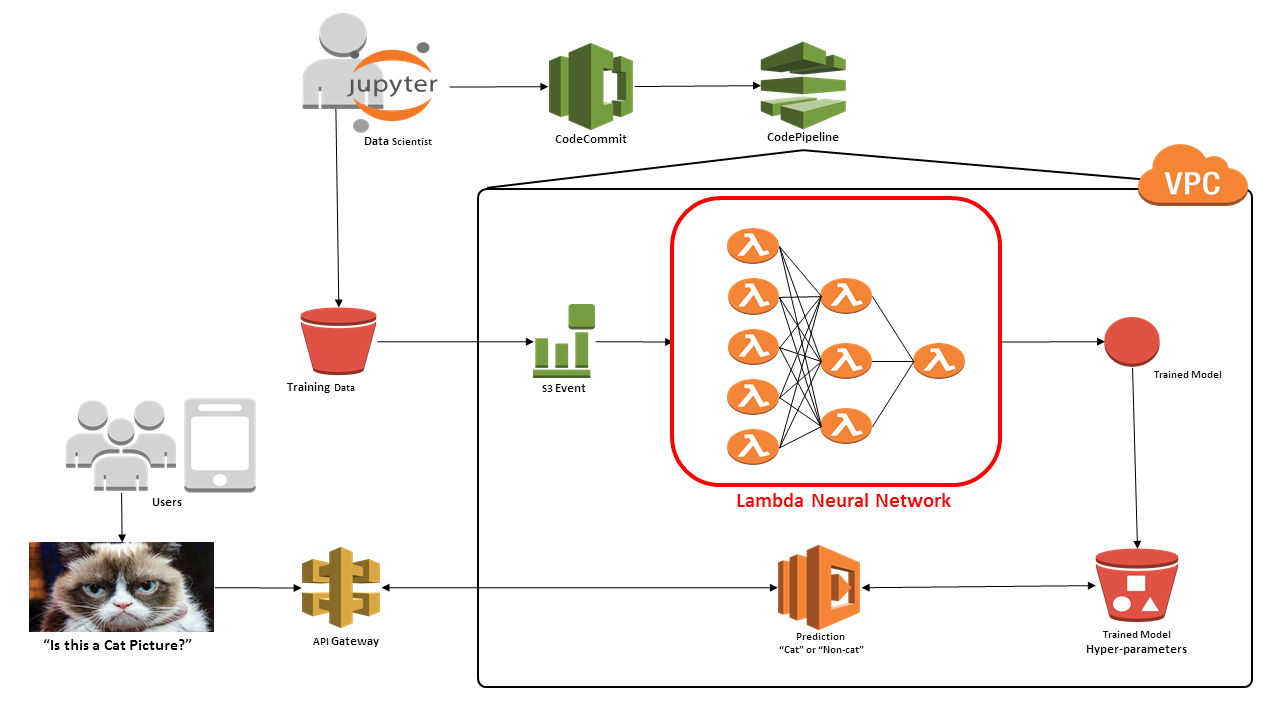 jupyter
Data Scientist
CodeCommit
CodePipeline
VPC
Training Data
S3 Event
Lambda Neural Network
Trained Model
Users
"Is this a Cat Picture?"
API Gateway
Prediction
"Cat" or "Non-cat"
Trained Model
Hyper-parameters